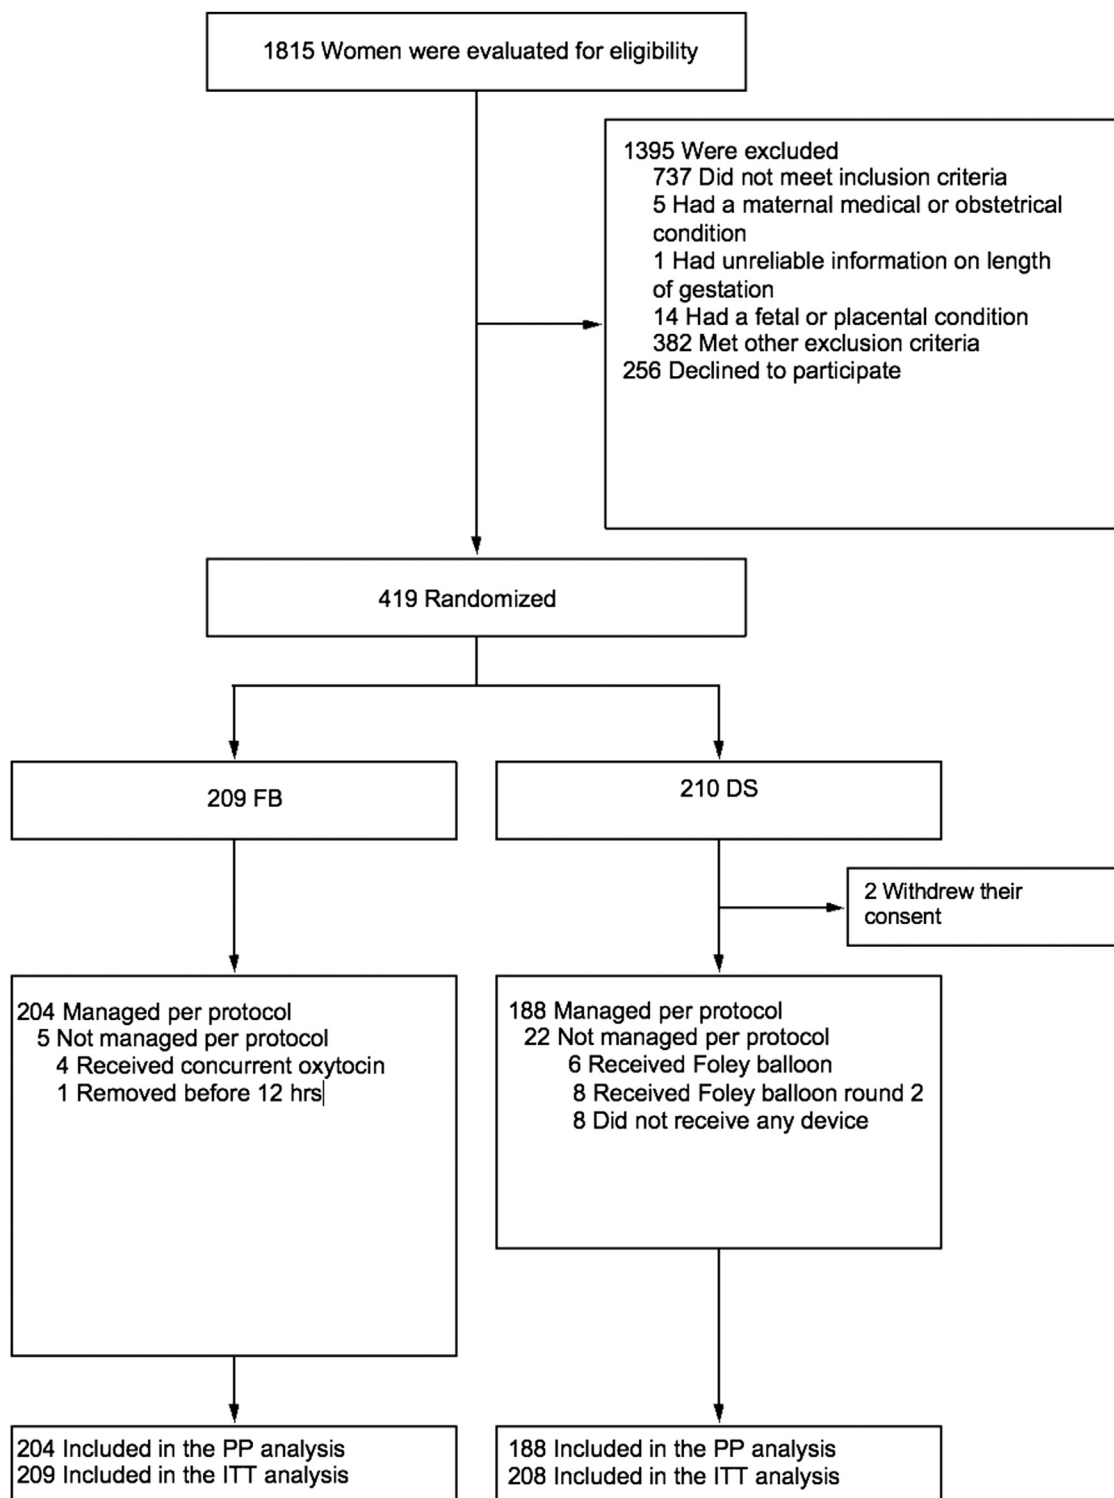 1815 Women were evaluated for eligibility
1395 Were excluded
737 Did not meet inclusion criteria
5 Had a maternal medical or obstetrical
condition
1 Had unreliable information on length
of gestation
14 Had a fetal or placental condition
382 Met other exclusion criteria
256 Declined to participate
419 Randomized
209 FB
210 DS
2 Withdrew their
consent
204 Managed per protocol
5 Not managed per protocol
4 Received concurrent oxytocin
1 Removed before 12 hrs
188 Managed per protocol
22 Not managed per protocol
6 Received Foley balloon
8 Received Foley balloon round 2
8 Did not receive any device
204 Included in the PP analysis
209 Included in the ITT analysis
188 Included in the PP analysis
208 Included in the ITT analysis